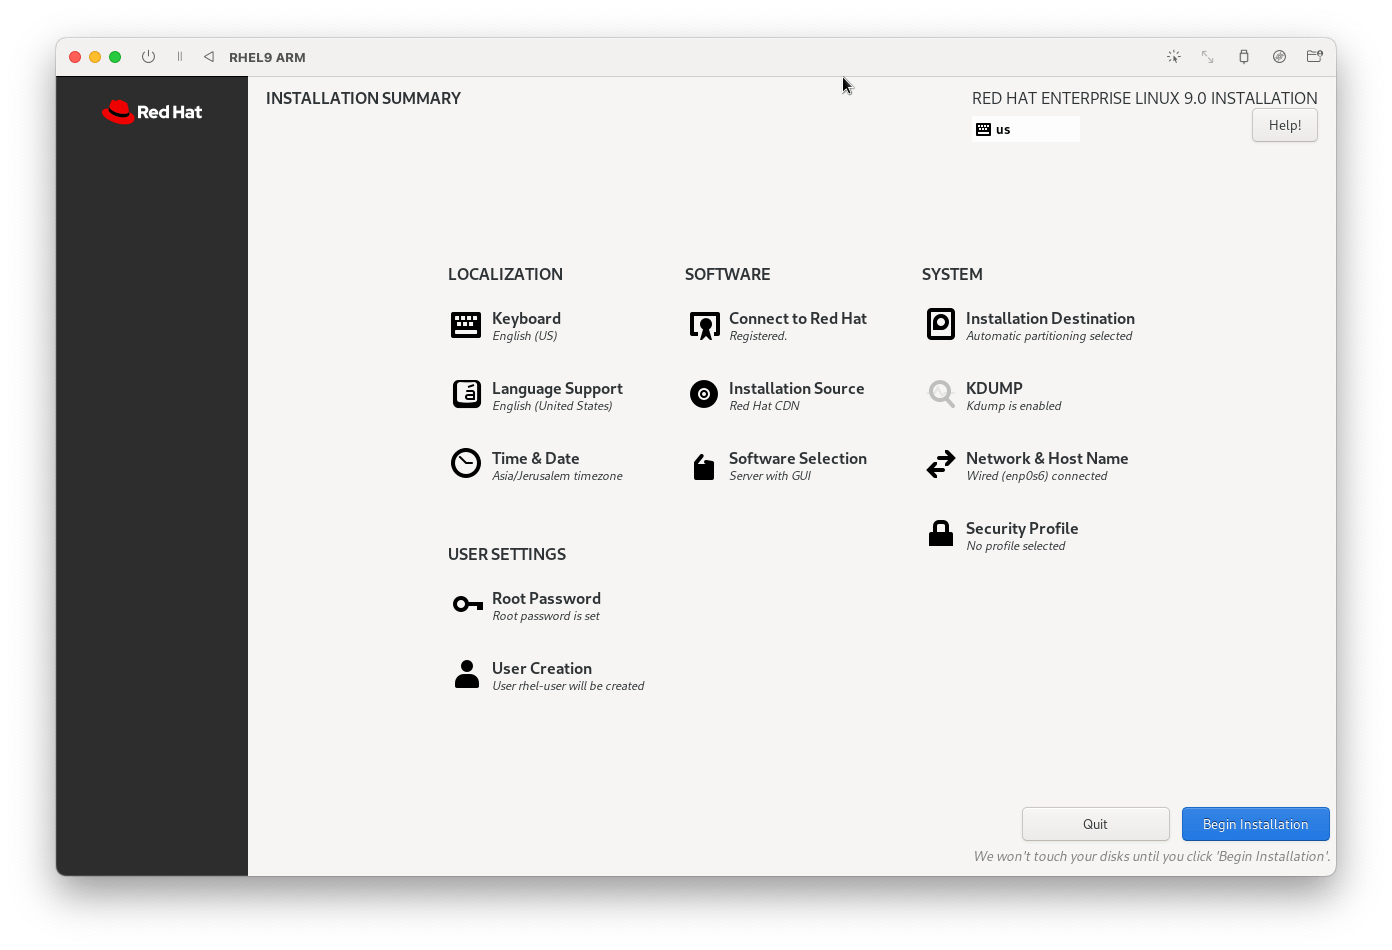 RHEL9 ARM
Red Hat
INSTALLATION SUMMARY
RED HAT ENTERPRISE LINUX 9.0 INSTALLATION
us
Help!
LOCALIZATION
Keyboard
English (US)
Language Support
English (United States)
Time & Date
Asia/Jerusalem timezone
USER SETTINGS
Root Password
Root password is set
User Creation
User rhel-user will be created
SOFTWARE
Connect to Red Hat
Registered.
Installation Source
Red Hat CDN
Software Selection
Server with GUI
SYSTEM
Installation Destination
Automatic partitioning selected
KDUMP
Kdump is enabled
Network & Host Name
Wired (enp0s6) connected
Security Profile
No profile selected
Quit
Begin Installation
We won't touch your disks until you click 'Begin Installation'.